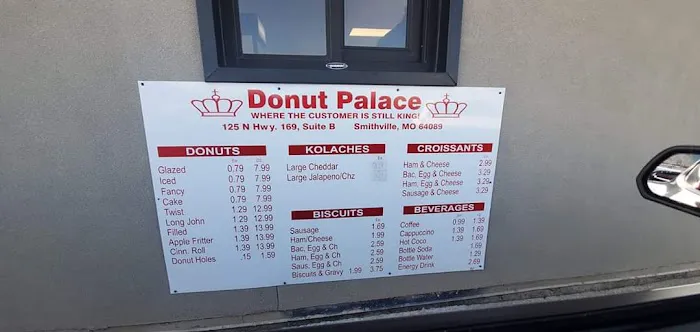 Donut Palace
WHERE THE CUSTOMER IS STILL KING!
125 N Hwy. 169, Suite B Smithville, MO 64089
DONUTS
Glazed 0.79 7.99
Iced 0.79 7.99
Fancy 0.79 7.99
Cake 0.79 7.99
Twist 1.29 12.99
Long John 1.29 12.99
Filled 1.39 13.99
Apple Fritter 1.39 13.99
Cinn. Roll 1.39 13.99
Donut Holes .15 1.59
KOLACHES
Large Cheddar
Large Jalapeno/Chz
BISCUITS
Sausage 1.69
Ham/Cheese 1.99
Bac, Egg & Ch 2.59
Ham, Egg & Ch 2.59
Saus, Egg & Ch 2.59
Biscuits & Gravy 1.99 3.75
CROISSANTS
Ham & Cheese 2.99
Bac, Egg & Cheese 3.29
Ham, Egg & Cheese 3.29
Sausage & Cheese 3.29
BEVERAGES
Coffee 0.99 1.39
Cappuccino 1.39 1.69
Hot Coco 1.39 1.69
Bottle Soda 1.69
Bottle Water 1.29
Energy Drink 2.69